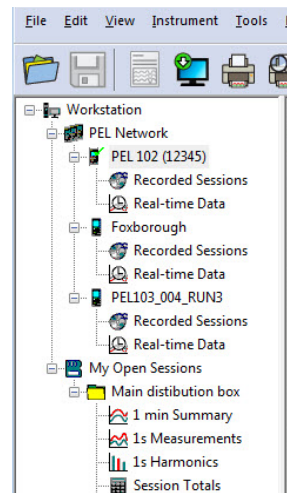 File Edit View Instrument Tools
Workstation
PEL Network
PEL 102 (12345)
Recorded Sessions
Real-time Data
Foxborough
Recorded Sessions
Real-time Data
PEL103_004_RUN3
Recorded Sessions
Real-time Data
My Open Sessions
Main distibution box
1 min Summary
1s Measurements
1s Harmonics
Session Totals